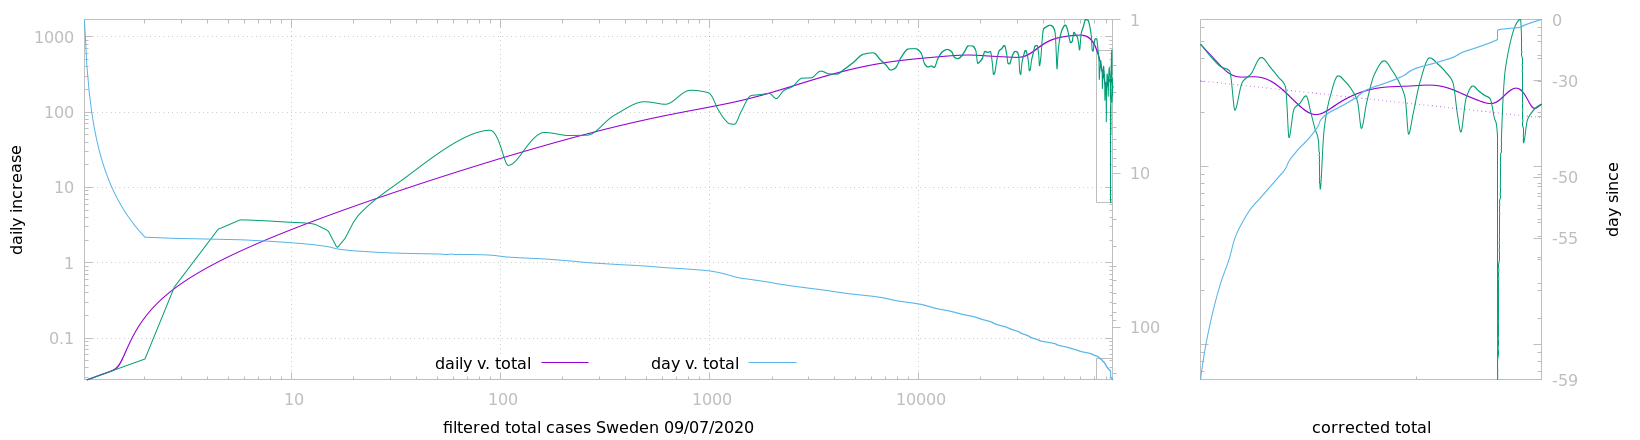 daily increase
1000
100
10
1
0.1
daily v. total
day v. total
10
100
1000
10000
filtered total cases Sweden 09/07/2020
1
10
100
0
-30
-50
-55
-59
day since
corrected total